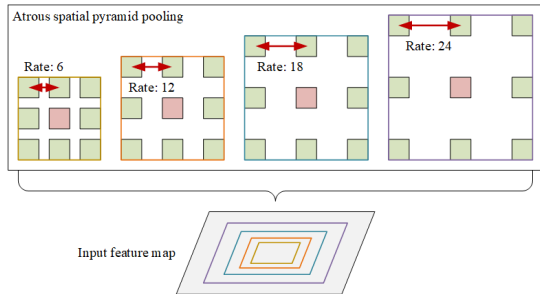 Atrous spatial pyramid pooling
Rate: 6
Rate: 12
Rate: 18
Rate: 24
Input feature map